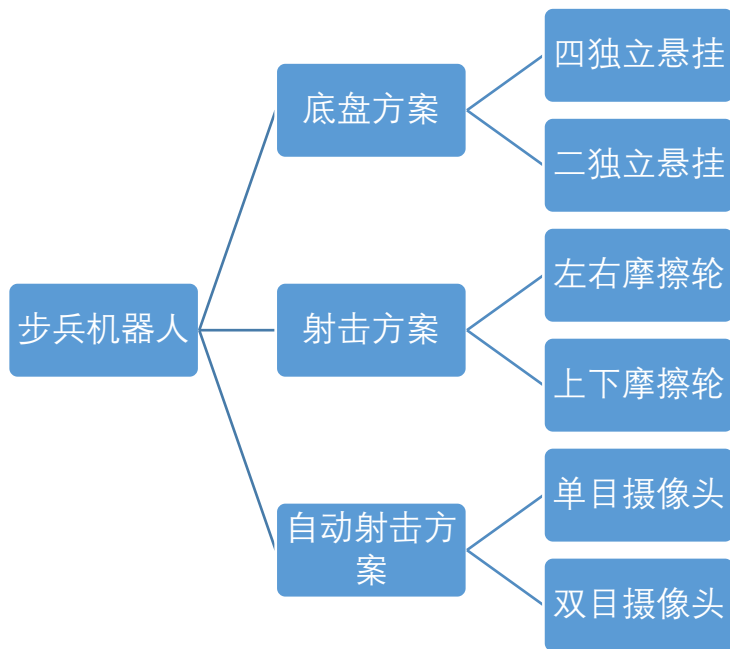 步兵机器人
底盘方案
四独立悬挂
二独立悬挂
射击方案
左右摩擦轮
上下摩擦轮
自动射击方
案
单目摄像头
双目摄像头